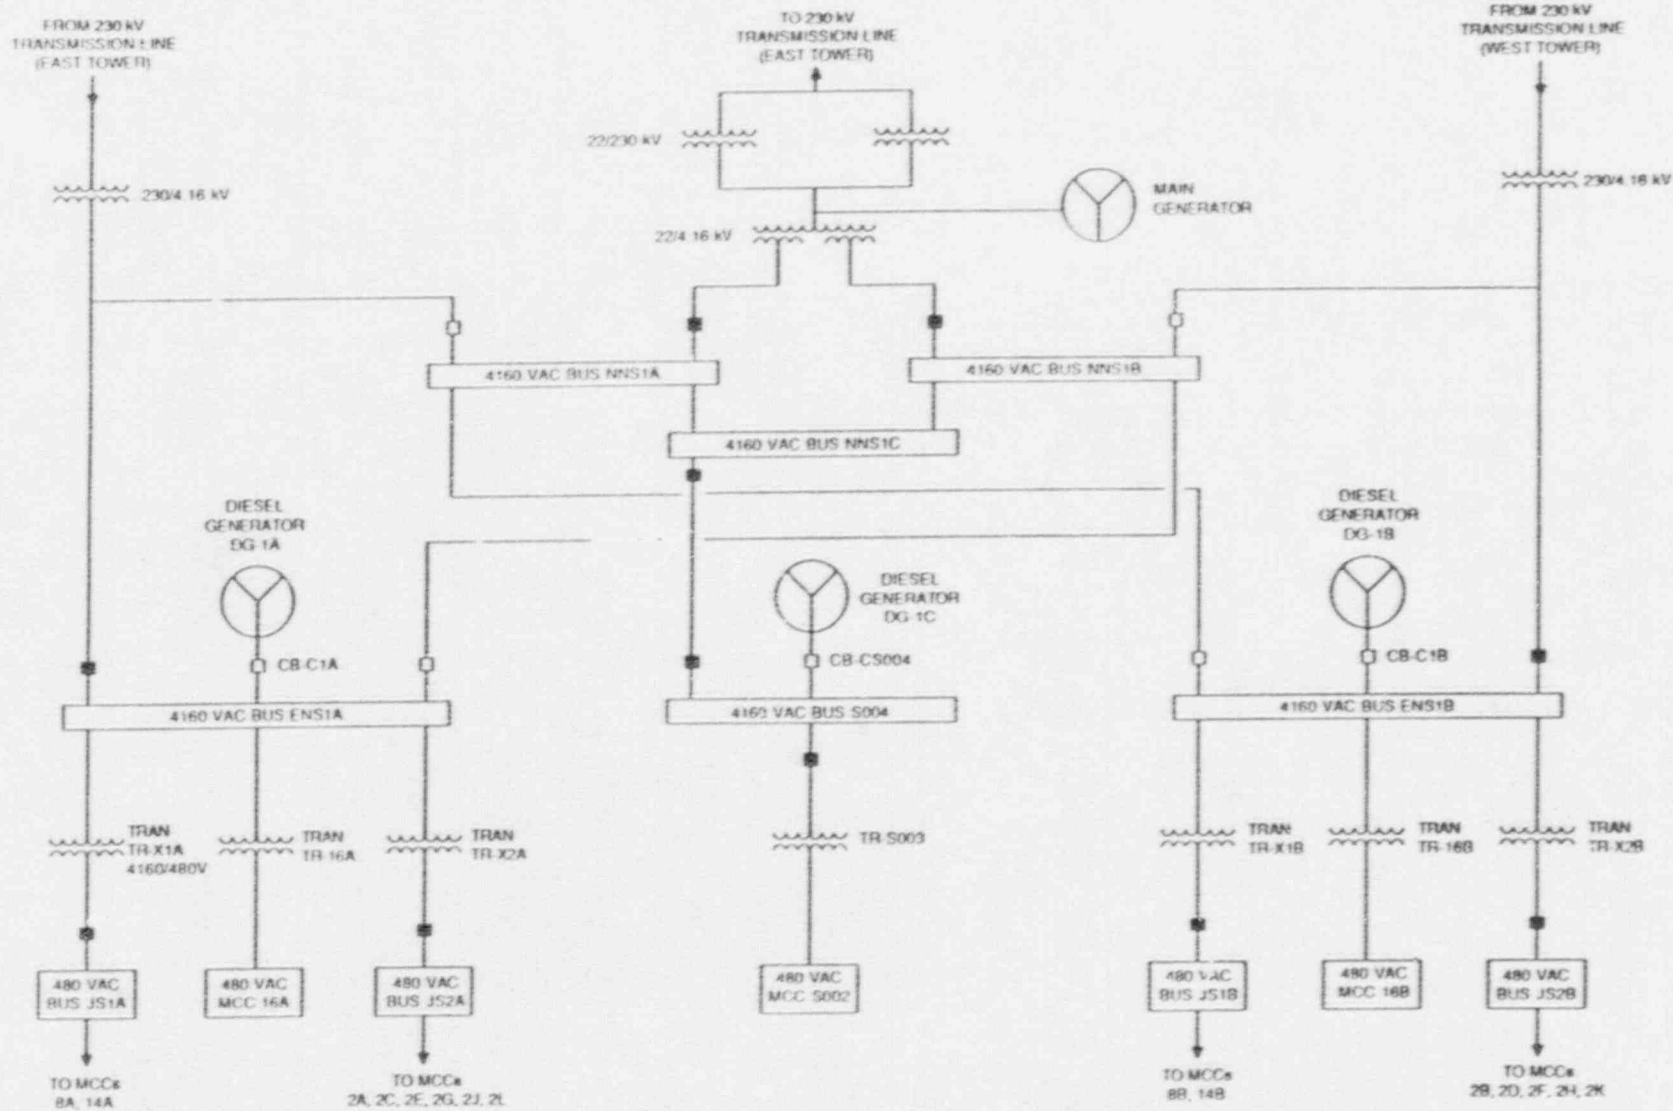 FROM 230 kV
TRANSMISSION LINE
(EAST TOWER)
TO 230 kV
TRANSMISSION LINE
(EAST TOWER)
FROM 230 kV
TRANSMISSION LINE
(WEST TOWER)
22/230 kV
230/4.16 kV
MAIN
GENERATOR
230/4.16 kV
22/4.16 kV
4160 VAC BUS NNS1A
4160 VAC BUS NNS1B
4160 VAC BUS NNS1C
DIESEL
GENERATOR
DG-1A
DIESEL
GENERATOR
DG-1C
DIESEL
GENERATOR
DG-1B
CB-C1A
CB-CS004
CB-C1B
4160 VAC BUS ENS1A
4160 VAC BUS S004
4160 VAC BUS ENS1B
TRAN
TR-X1A
4160/480V
TRAN
TR-16A
TRAN
TR-X2A
TR-S003
TRAN
TR-X1B
TRAN
TR-16B
TRAN
TR-X2B
480 VAC
BUS JS1A
480 VAC
MCC 16A
480 VAC
BUS JS2A
480 VAC
MCC S002
480 VAC
BUS JS1B
480 VAC
MCC 16B
480 VAC
BUS JS2B
TO MCCs
8A, 14A
TO MCCs
2A, 2C, 2E, 2G, 2J, 2L
TO MCCs
8B, 14B
TO MCCs
2B, 2D, 2F, 2H, 2K